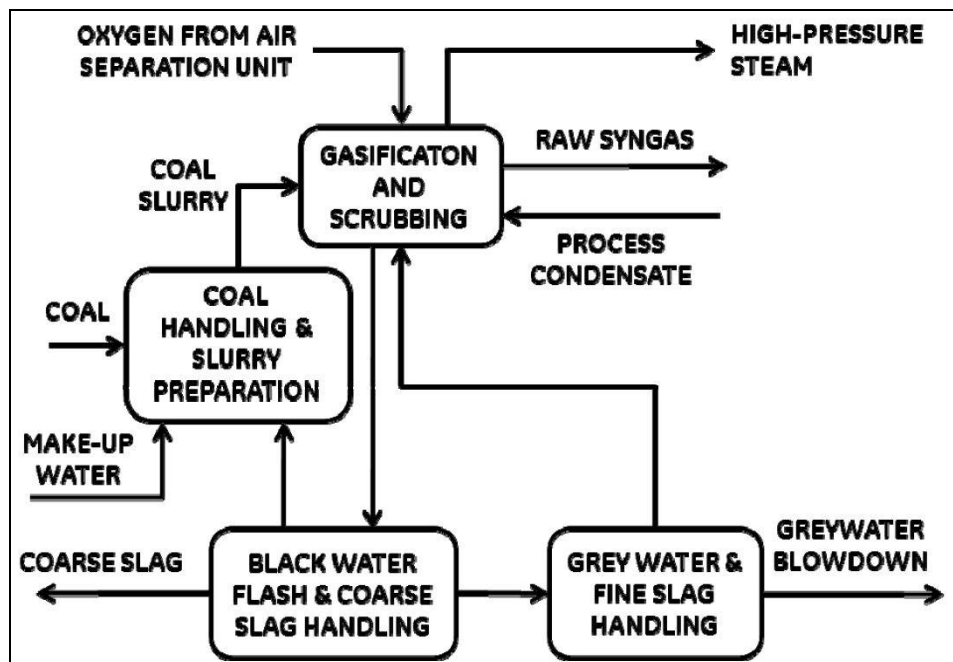 OXYGEN FROM AIR
SEPARATION UNIT
HIGH-PRESSURE
STEAM
GASIFICATON
AND
SCRUBBING
RAW SYNGAS
COAL
SLURRY
PROCESS
CONDENSATE
COAL
COAL
HANDLING &
SLURRY
PREPARATION
MAKE-UP
WATER
COARSE SLAG
BLACK WATER
FLASH & COARSE
SLAG HANDLING
GREY WATER &
FINE SLAG
HANDLING
GREYWATER
BLOWDOWN